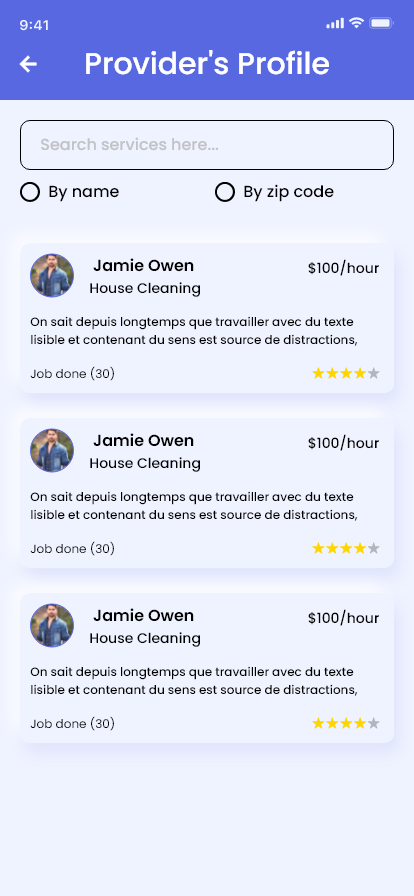 9:41
Provider's Profile
Search services here...
By name
By zip code
Jamie Owen
$100/hour
House Cleaning
On sait depuis longtemps que travailler avec du texte
lisible et contenant du sens est source de distractions,
Job done (30)
Jamie Owen
$100/hour
House Cleaning
On sait depuis longtemps que travailler avec du texte
lisible et contenant du sens est source de distractions,
Job done (30)
Jamie Owen
$100/hour
House Cleaning
On sait depuis longtemps que travailler avec du texte
lisible et contenant du sens est source de distractions,
Job done (30)